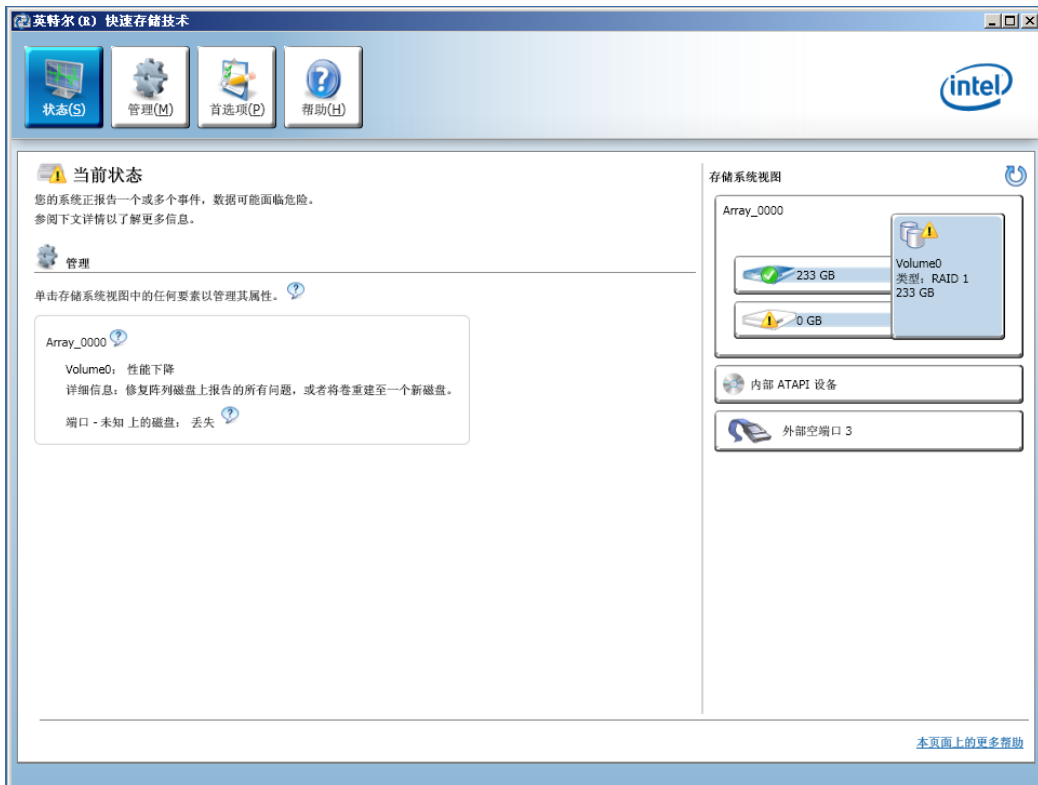 英特尔(R) 快速存储技术
状态(S)
管理(M)
首选项(P)
帮助(H)
intel
当前状态
您的系统正报告一个或多个事件，数据可能面临危险。
参阅下文详情以了解更多信息。
管理
单击存储系统视图中的任何要素以管理其属性。
Array_0000
Volume0： 性能下降
详细信息：修复阵列磁盘上报告的所有问题，或者将卷重建至一个新磁盘。
端口 - 未知 上的磁盘： 丢失
存储系统视图
Array_0000
233 GB
0 GB
Volume0
类型：RAID 1
233 GB
内部 ATAPI 设备
外部空端口 3
本页面上的更多帮助